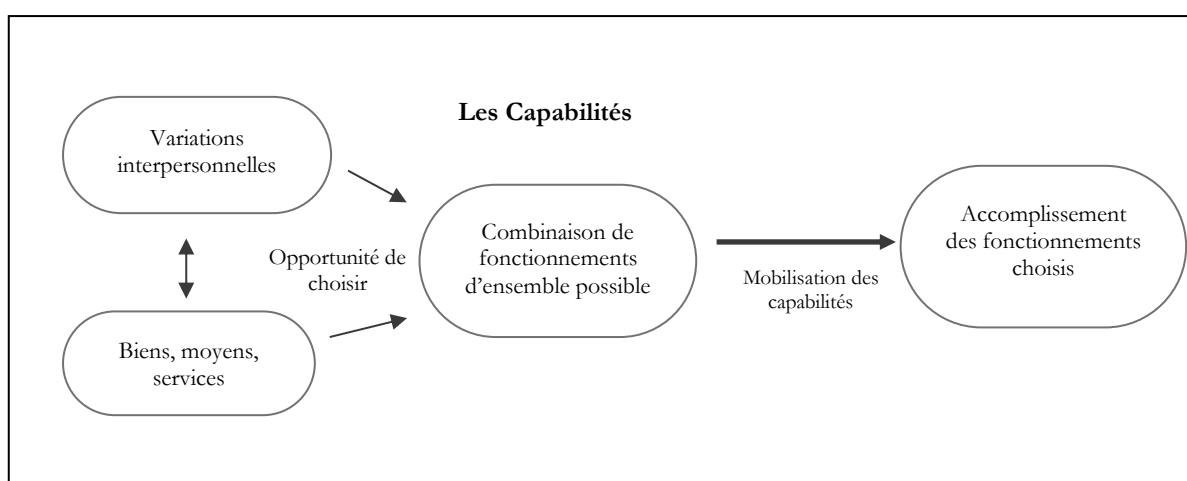 Les Capabilités
Variations
interpersonnelles
Biens, moyens,
services
Opportunité de
choisir
Combinaison de
fonctionnements
d'ensemble possible
Mobilisation des
capabilités
Accomplissement
des fonctionnements
choisis